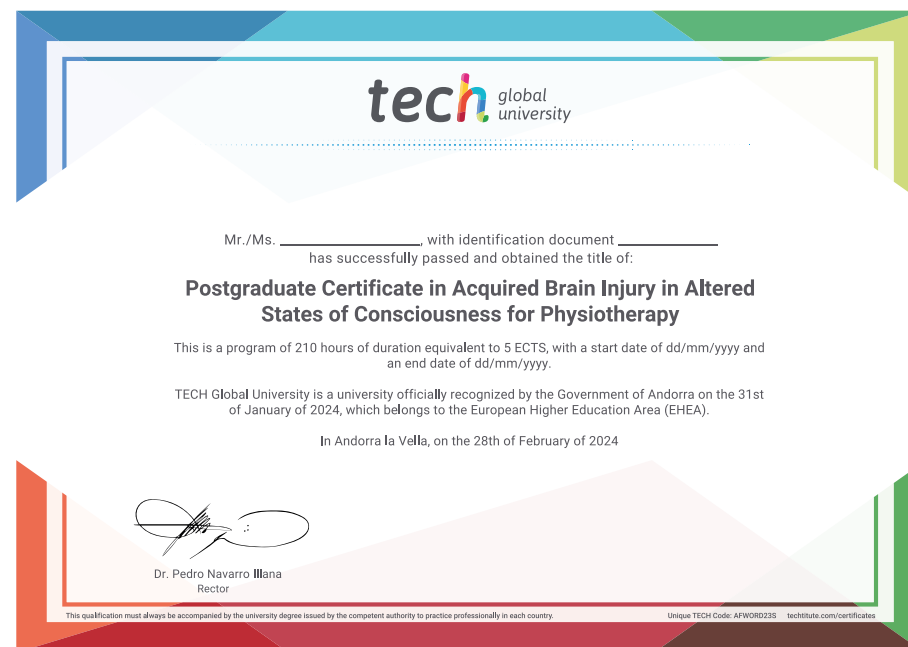 tech global university
Mr./Ms. ____________________, with identification document ______________
has successfully passed and obtained the title of:
Postgraduate Certificate in Acquired Brain Injury in Altered
States of Consciousness for Physiotherapy
This is a program of 210 hours of duration equivalent to 5 ECTS, with a start date of dd/mm/yyyy and
an end date of dd/mm/yyyy.
TECH Global University is a university officially recognized by the Government of Andorra on the 31st
of January of 2024, which belongs to the European Higher Education Area (EHEA).
In Andorra la Vella, on the 28th of February of 2024
Dr. Pedro Navarro Illana
Rector
This qualification must always be accompanied by the university degree issued by the competent authority to practice professionally in each country.
Unique TECH Code: AFWORD23S techtitute.com/certificates